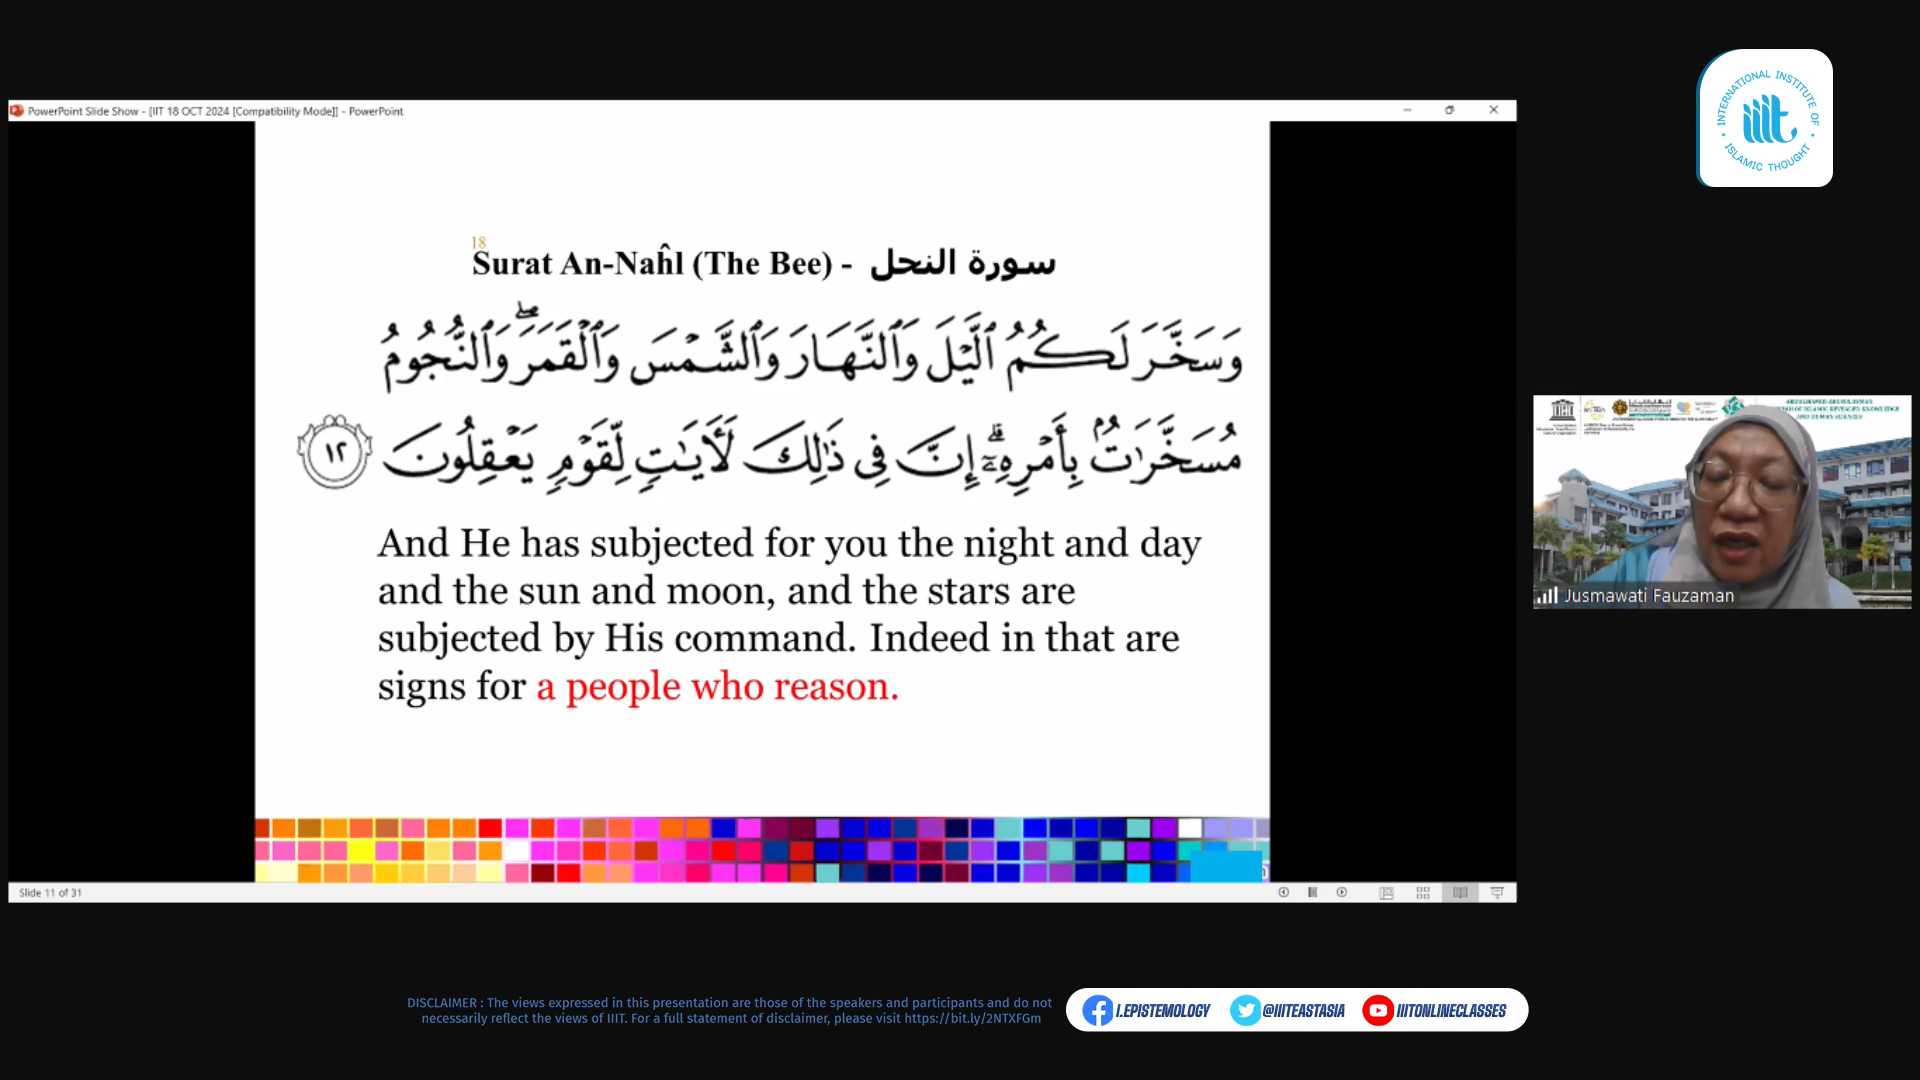 INTERNATIONAL INSTITUTE OF
iiit
ISLAMIC THOUGHT
PowerPoint Slide Show - [IIT 18 OCT 2024 [Compatibility Mode]] - PowerPoint
18
Surat An-Naĥl (The Bee) - سورة النحل
وَسَخَّرَ لَكُمُ ٱلَّيْلَ وَٱلنَّهَارَ وَٱلشَّمْسَ وَٱلْقَمَرَ ۖ وَٱلنُّجُومُ
مُسَخَّرَٰتٌۢ بِأَمْرِهِۦٓ ۗ إِنَّ فِى ذَٰلِكَ لَـَٔايَـٰتٍ لِّقَوْمٍ يَعْقِلُونَ ١٢
And He has subjected for you the night and day
and the sun and moon, and the stars are
subjected by His command. Indeed in that are
signs for a people who reason.
Jusmawati Fauzaman
Slide 11 of 31
DISCLAIMER : The views expressed in this presentation are those of the speakers and participants and do not
necessarily reflect the views of IIIT. For a full statement of disclaimer, please visit https://bit.ly/2NTXFGm
I.EPISTEMOLOGY @IIITEASTASIA IIITONLINECLASSES